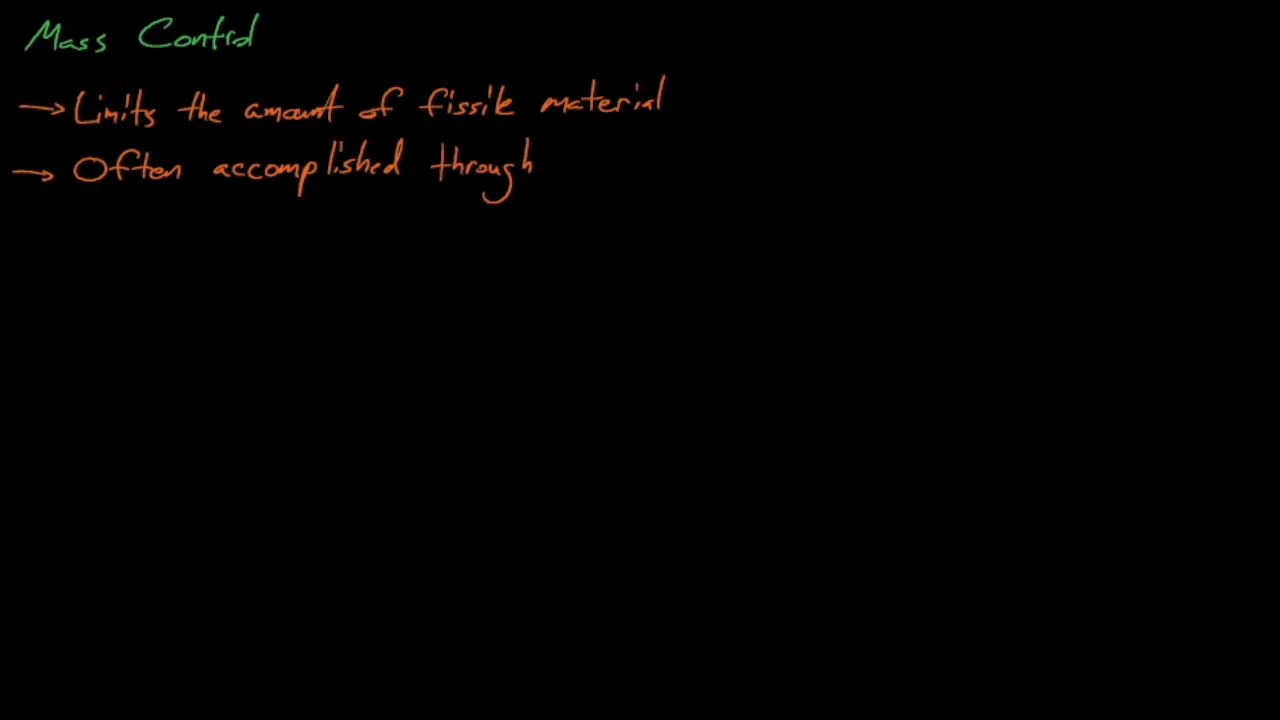 Mass Control
→ Limits the amount of fissile material
→ Often accomplished through